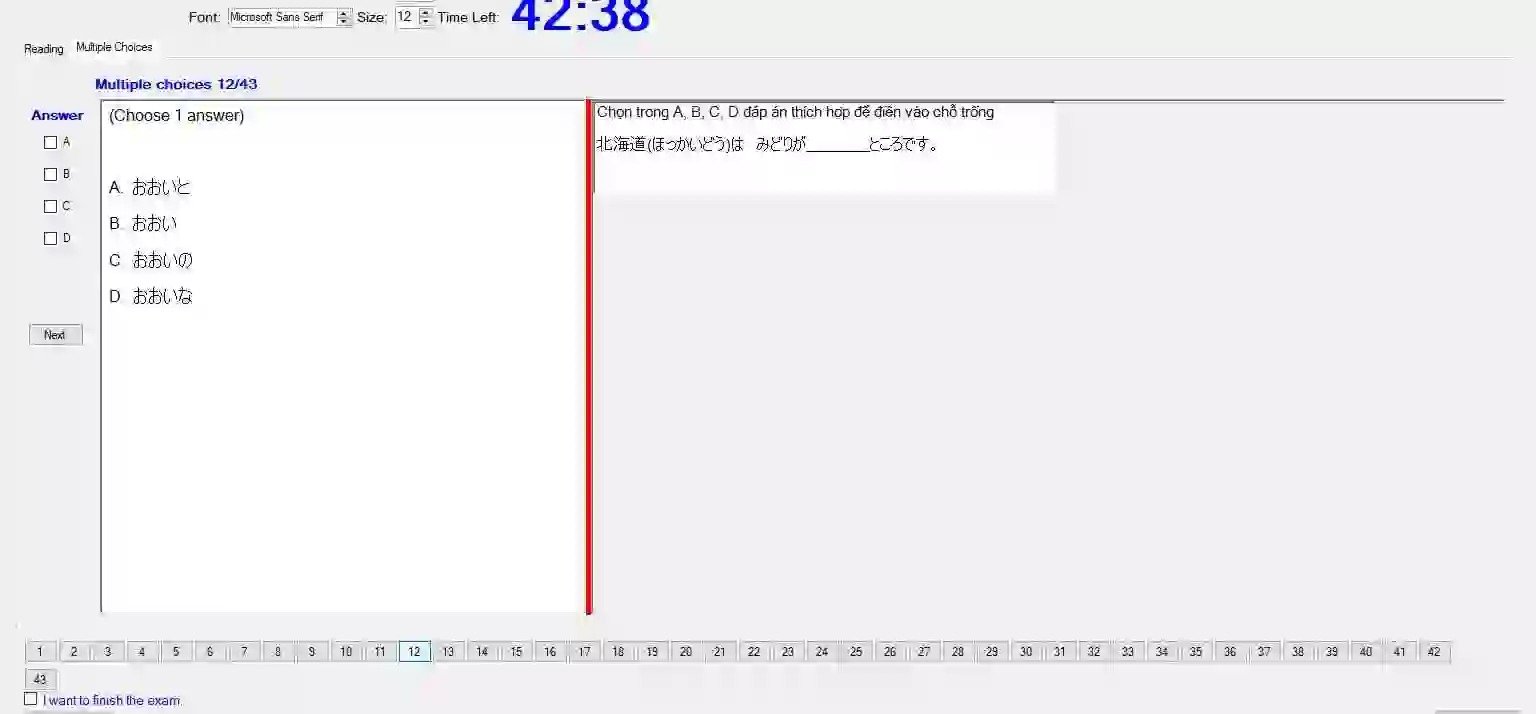 Font: Microsoft Sans Serif Size: 12 Time Left: 42:38
Reading Multiple Choices
Multiple choices 12/43
Answer
A
B
C
D
Next
(Choose 1 answer)
A. おおいと
B. おおい
C おおいの
D. おおいな
Chọn trong A, B, C, D đáp án thích hợp để điền vào chỗ trống
北海道(ほっかいどう)は みどりが________ところです。
1 2 3 4 5 6 7 8 9 10 11 12 13 14 15 16 17 18 19 20 21 22 23 24 25 26 27 28 29 30 31 32 33 34 35 36 37 38 39 40 41 42
43
I want to finish the exam.